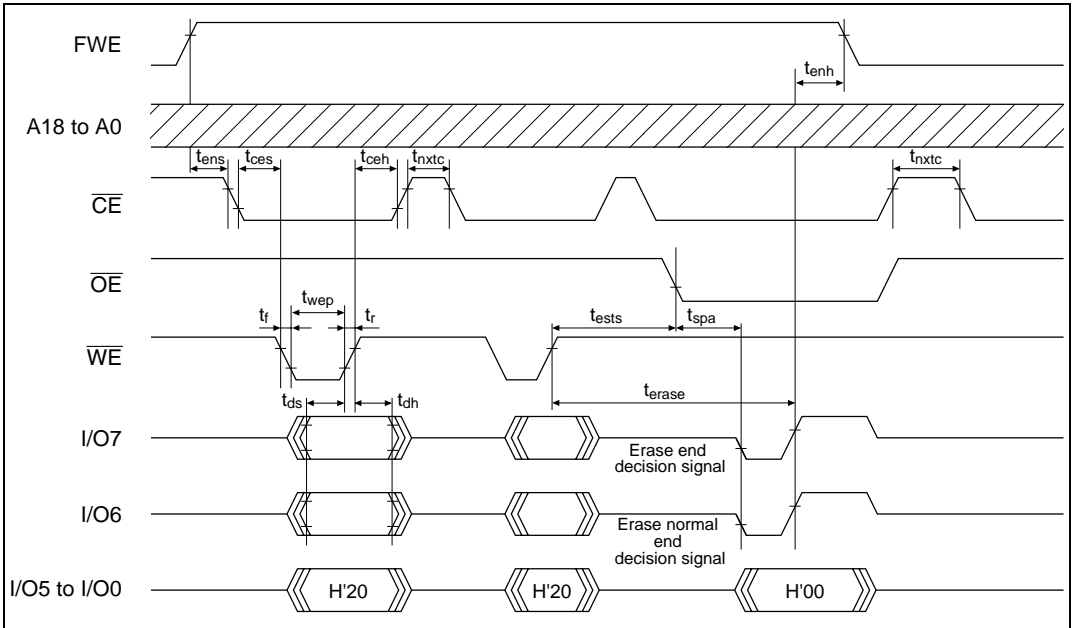 FWE
tenh
A18 to A0
tens
tces
tceh
tnxtc
tnxtc
CE
OE
twep
tf
tr
tests
tspa
WE
tds
tdh
terase
I/O7
Erase end
decision signal
I/O6
Erase normal
end
decision signal
I/O5 to I/O0
H'20
H'20
H'00